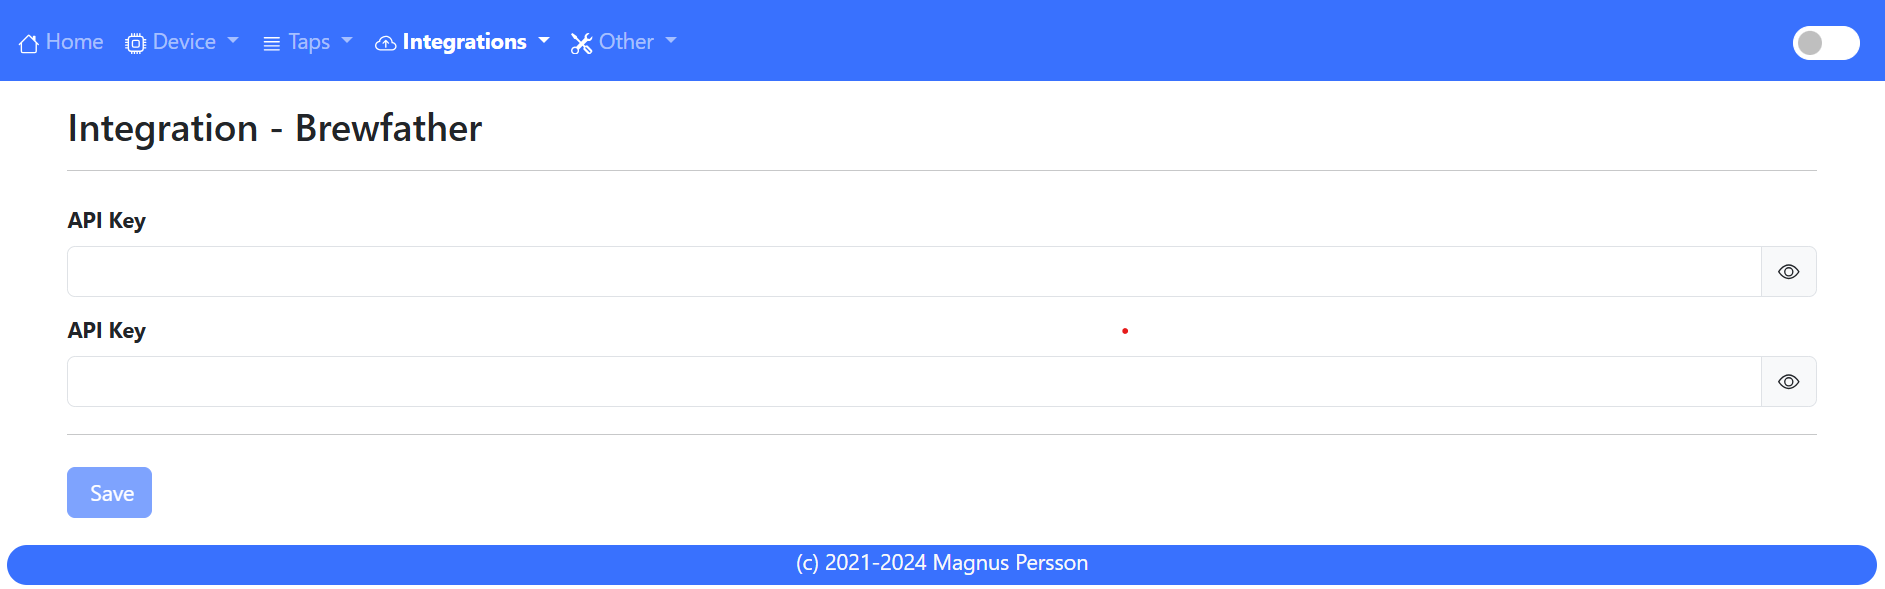 Home Device Taps Integrations Other
Integration - Brewfather
API Key
API Key
Save
(c) 2021-2024 Magnus Persson